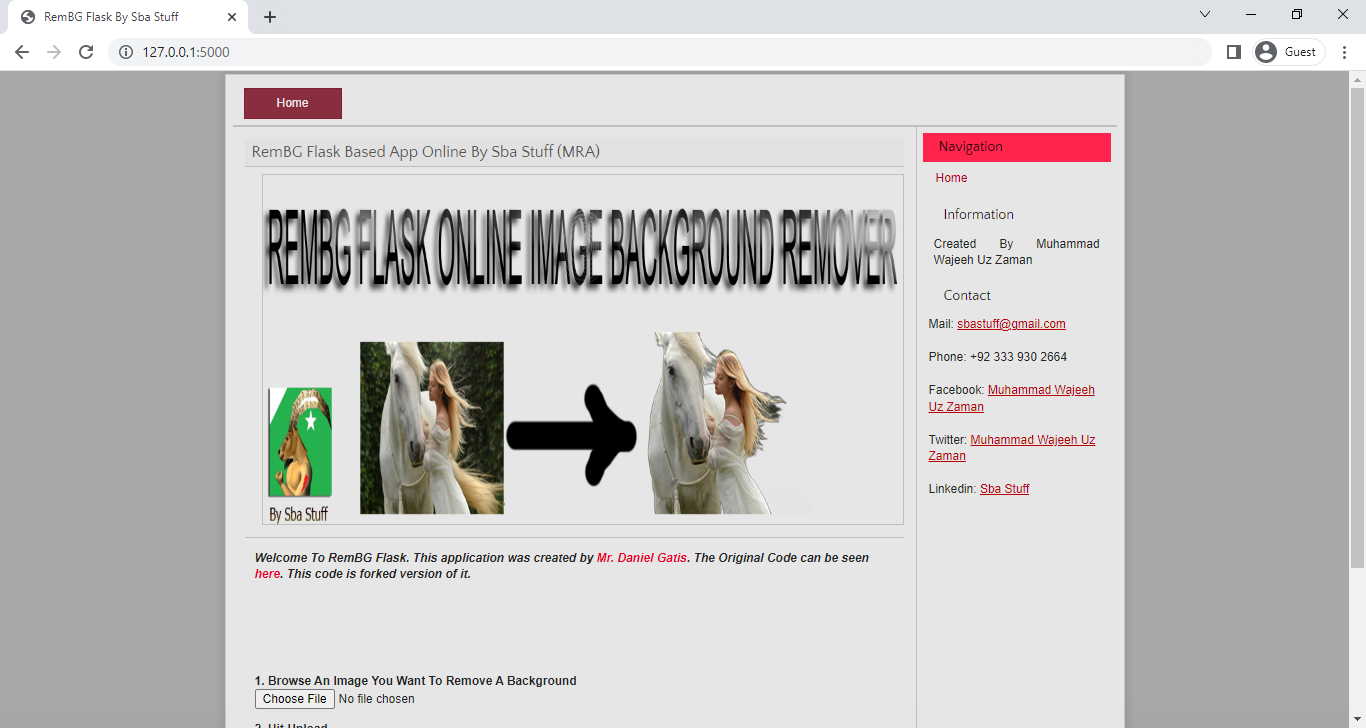 RemBG Flask By Sba Stuff
127.0.0.1:5000
Guest
Home
RemBG Flask Based App Online By Sba Stuff (MRA)
REMBG FLASK ONLINE IMAGE BACKGROUND REMOVER
By Sba Stuff
Welcome To RemBG Flask. This application was created by Mr. Daniel Gatis. The Original Code can be seen
here. This code is forked version of it.
1. Browse An Image You Want To Remove A Background
Choose File No file chosen
2. Hit Upload
Navigation
Home
Information
Created By Muhammad
Wajeeh Uz Zaman
Contact
Mail: sbastuff@gmail.com
Phone: +92 333 930 2664
Facebook: Muhammad Wajeeh
Uz Zaman
Twitter: Muhammad Wajeeh Uz
Zaman
Linkedin: Sba Stuff